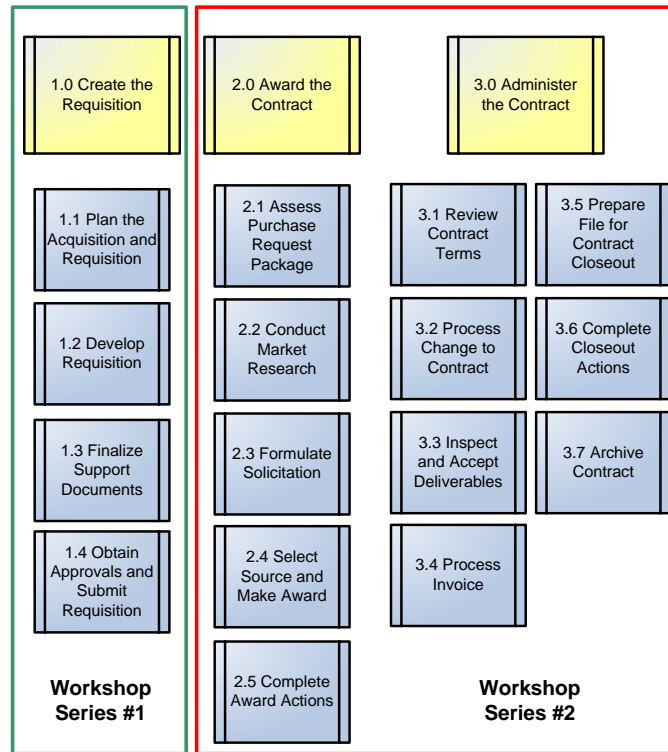 1.0 Create the
Requisition
1.1 Plan the
Acquisition and
Requisition
1.2 Develop
Requisition
1.3 Finalize
Support
Documents
1.4 Obtain
Approvals and
Submit
Requisition
Workshop
Series #1
2.0 Award the
Contract
2.1 Assess
Purchase
Request
Package
2.2 Conduct
Market
Research
2.3 Formulate
Solicitation
2.4 Select
Source and
Make Award
2.5 Complete
Award Actions
3.0 Administer
the Contract
3.1 Review
Contract
Terms
3.2 Process
Change to
Contract
3.3 Inspect
and Accept
Deliverables
3.4 Process
Invoice
3.5 Prepare
File for
Contract
Closeout
3.6 Complete
Closeout
Actions
3.7 Archive
Contract
Workshop
Series #2